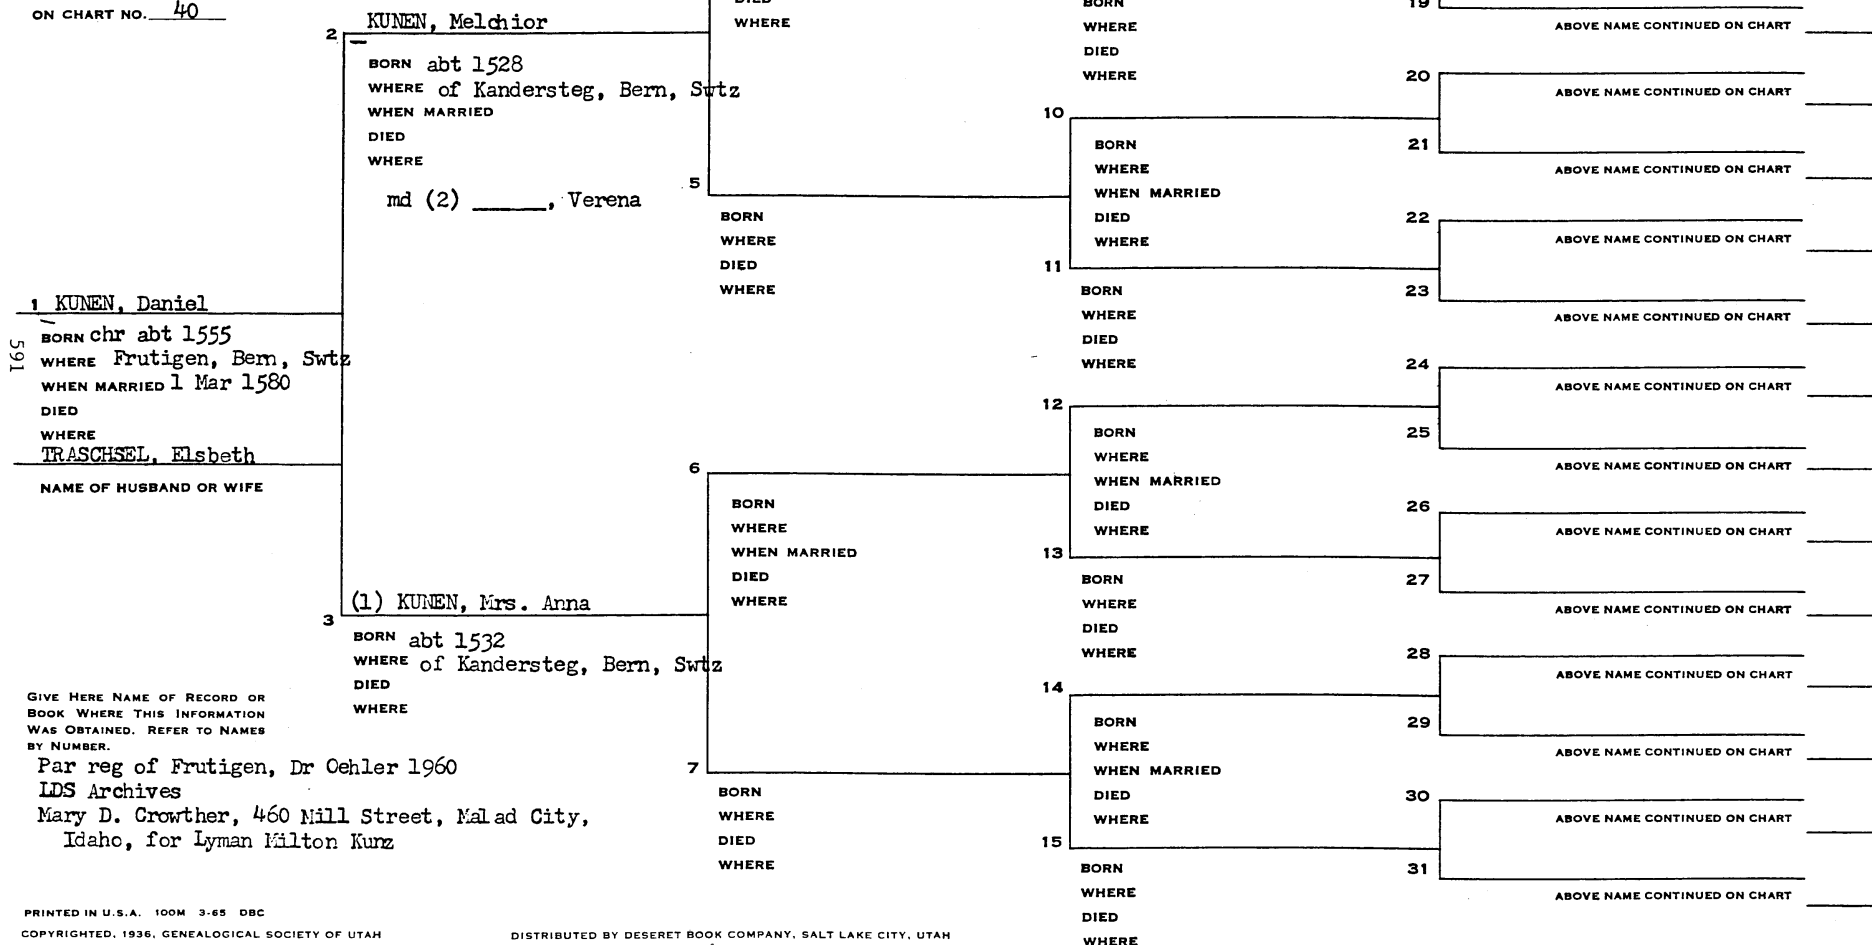 ON CHART NO. 40
2 KUNEN, Melchior
BORN abt 1528
WHERE of Kandersteg, Bern, Swtz
WHEN MARRIED
DIED
WHERE
md (2) ______, Verena
1 KUNEN, Daniel
BORN chr abt 1555
WHERE Frutigen, Bern, Swtz
WHEN MARRIED 1 Mar 1580
DIED
WHERE
TRASCHSEL, Elsbeth
NAME OF HUSBAND OR WIFE
591
3 (1) KUNEN, Mrs. Anna
BORN abt 1532
WHERE of Kandersteg, Bern, Swtz
DIED
WHERE
GIVE HERE NAME OF RECORD OR
BOOK WHERE THIS INFORMATION
WAS OBTAINED. REFER TO NAMES
BY NUMBER.
Par reg of Frutigen, Dr Oehler 1960
LDS Archives
Mary D. Crowther, 460 Mill Street, Malad City,
Idaho, for Lyman Milton Kunz
PRINTED IN U.S.A. 100M 3-65 DBC
COPYRIGHTED, 1936, GENEALOGICAL SOCIETY OF UTAH
DISTRIBUTED BY DESERET BOOK COMPANY, SALT LAKE CITY, UTAH
DIED
WHERE
5
BORN
WHERE
DIED
WHERE
6
BORN
WHERE
WHEN MARRIED
DIED
WHERE
7
BORN
WHERE
DIED
WHERE
BORN
WHERE
DIED
WHERE
10
BORN
WHERE
WHEN MARRIED
DIED
WHERE
11
BORN
WHERE
DIED
WHERE
12
BORN
WHERE
WHEN MARRIED
DIED
WHERE
13
BORN
WHERE
DIED
WHERE
14
BORN
WHERE
WHEN MARRIED
DIED
WHERE
15
BORN
WHERE
DIED
WHERE
19
ABOVE NAME CONTINUED ON CHART
20
ABOVE NAME CONTINUED ON CHART
21
ABOVE NAME CONTINUED ON CHART
22
ABOVE NAME CONTINUED ON CHART
23
ABOVE NAME CONTINUED ON CHART
24
ABOVE NAME CONTINUED ON CHART
25
ABOVE NAME CONTINUED ON CHART
26
ABOVE NAME CONTINUED ON CHART
27
ABOVE NAME CONTINUED ON CHART
28
ABOVE NAME CONTINUED ON CHART
29
ABOVE NAME CONTINUED ON CHART
30
ABOVE NAME CONTINUED ON CHART
31
ABOVE NAME CONTINUED ON CHART